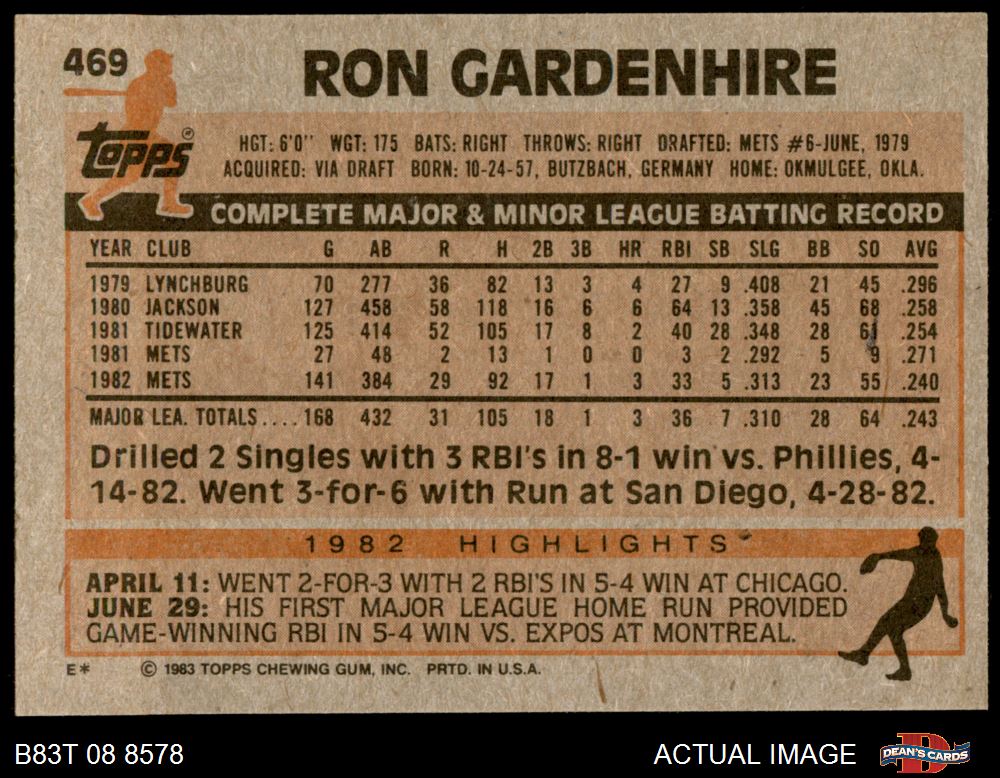 469 RON GARDENHIRE
topps®
HGT: 6'0" WGT: 175 BATS: RIGHT THROWS: RIGHT DRAFTED: METS #6-JUNE, 1979
ACQUIRED: VIA DRAFT BORN: 10-24-57, BUTZBACH, GERMANY HOME: OKMULGEE, OKLA.
COMPLETE MAJOR & MINOR LEAGUE BATTING RECORD
YEAR CLUB G AB R H 2B 3B HR RBI SB SLG BB SO AVG
1979 LYNCHBURG 70 277 36 82 13 3 4 27 9 .408 21 45 .296
1980 JACKSON 127 458 58 118 16 6 6 64 13 .358 45 68 .258
1981 TIDEWATER 125 414 52 105 17 8 2 40 28 .348 28 61 .254
1981 METS 27 48 2 13 1 0 0 3 2 .292 5 9 .271
1982 METS 141 384 29 92 17 1 3 33 5 .313 23 55 .240
MAJOR LEA. TOTALS.... 168 432 31 105 18 1 3 36 7 .310 28 64 .243
Drilled 2 Singles with 3 RBI's in 8-1 win vs. Phillies, 4-
14-82. Went 3-for-6 with Run at San Diego, 4-28-82.
1982 HIGHLIGHTS
APRIL 11: WENT 2-FOR-3 WITH 2 RBI'S IN 5-4 WIN AT CHICAGO.
JUNE 29: HIS FIRST MAJOR LEAGUE HOME RUN PROVIDED
GAME-WINNING RBI IN 5-4 WIN VS. EXPOS AT MONTREAL.
E* © 1983 TOPPS CHEWING GUM, INC. PRTD. IN U.S.A.
B83T 08 8578 ACTUAL IMAGE D DEAN'S CARDS